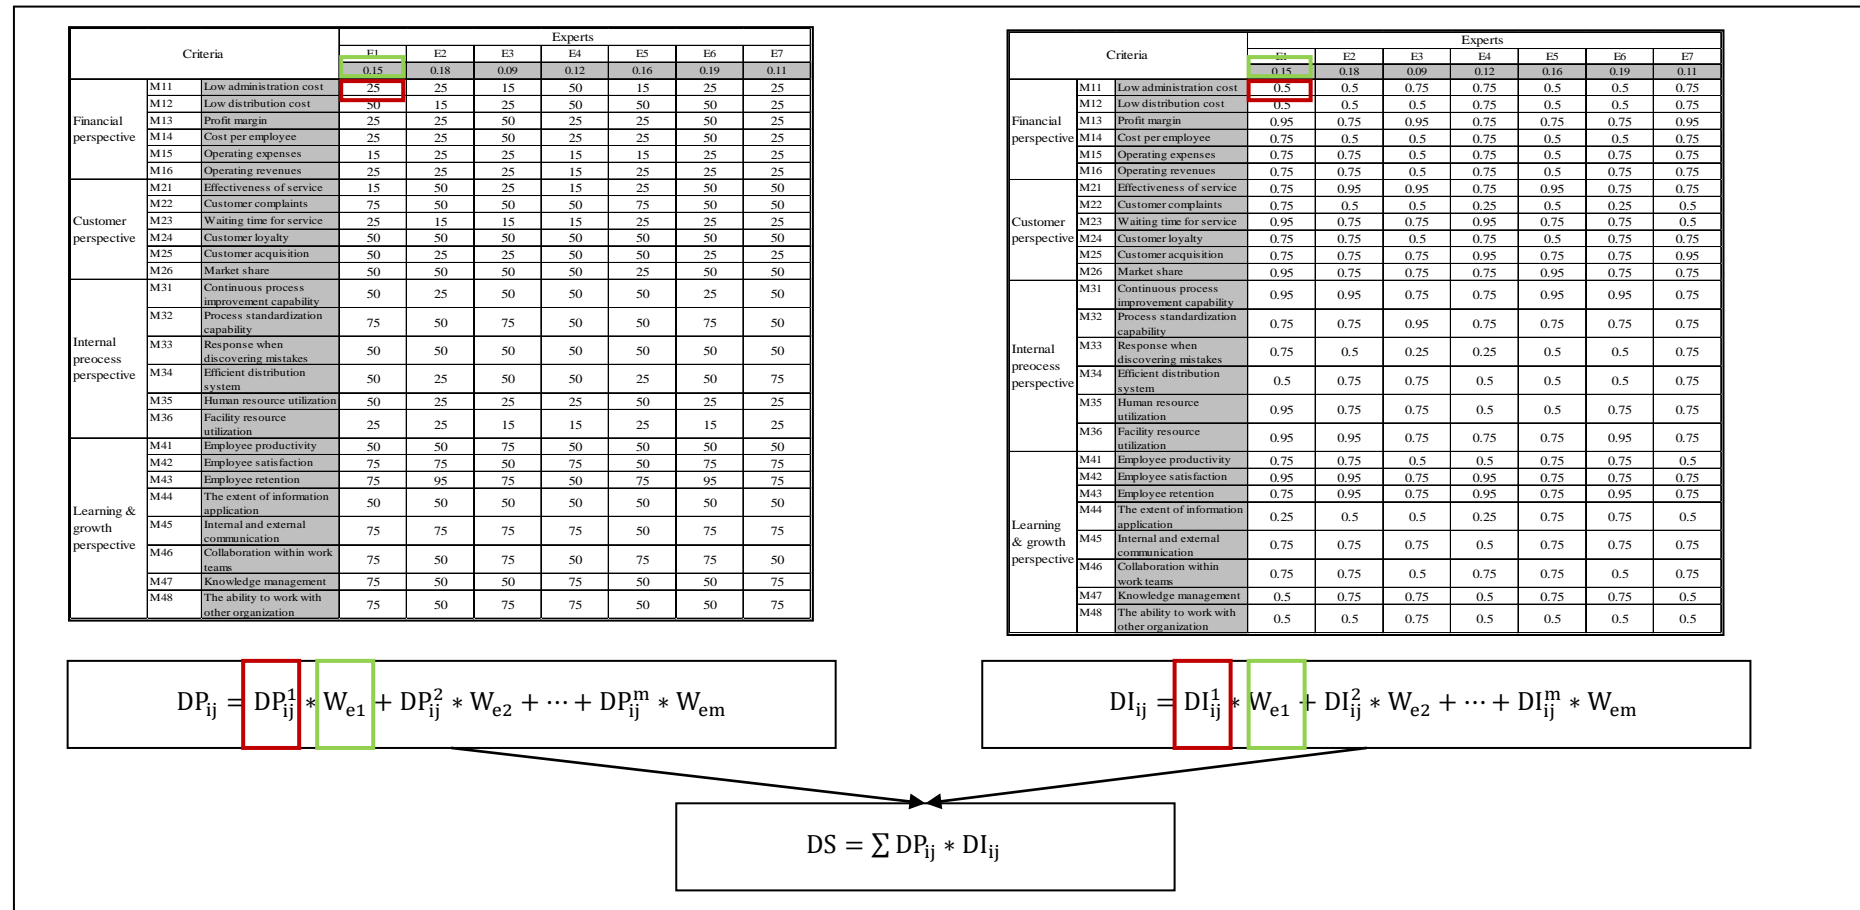 Criteria Experts
E1 E2 E3 E4 E5 E6 E7
0.15 0.18 0.09 0.12 0.16 0.19 0.11
Financial perspective
M11 Low administration cost 25 25 15 50 15 25 25
M12 Low distribution cost 50 15 25 50 50 50 25
M13 Profit margin 25 25 50 25 25 50 25
M14 Cost per employee 25 25 50 25 25 50 25
M15 Operating expenses 15 25 25 15 15 25 25
M16 Operating revenues 25 25 25 15 25 25 25
Customer perspective
M21 Effectiveness of service 15 50 25 15 25 50 50
M22 Customer complaints 75 50 50 50 75 50 50
M23 Waiting time for service 25 15 15 15 25 25 25
M24 Customer loyalty 50 50 50 50 50 50 50
M25 Customer acquisition 50 25 25 50 50 25 25
M26 Market share 50 50 50 50 25 50 50
Internal preocess perspective
M31 Continuous process improvement capability 50 25 50 50 50 25 50
M32 Process standardization capability 75 50 75 50 50 75 50
M33 Response when discovering mistakes 50 50 50 50 50 50 50
M34 Efficient distribution system 50 25 50 50 25 50 75
M35 Human resource utilization 50 25 25 25 50 25 25
M36 Facility resource utilization 25 25 15 15 25 15 25
Learning & growth perspective
M41 Employee productivity 50 50 75 50 50 50 50
M42 Employee satisfaction 75 75 50 75 50 75 75
M43 Employee retention 75 95 75 50 75 95 75
M44 The extent of information application 50 50 50 50 50 50 50
M45 Internal and external communication 75 75 75 75 50 75 75
M46 Collaboration within work teams 75 50 75 50 75 75 50
M47 Knowledge management 75 50 50 75 50 50 75
M48 The ability to work with other organization 75 50 75 75 50 50 75
Criteria Experts
E1 E2 E3 E4 E5 E6 E7
0.15 0.18 0.09 0.12 0.16 0.19 0.11
Financial perspective
M11 Low administration cost 0.5 0.5 0.75 0.75 0.5 0.5 0.75
M12 Low distribution cost 0.5 0.5 0.5 0.75 0.75 0.5 0.75
M13 Profit margin 0.95 0.75 0.95 0.75 0.75 0.75 0.95
M14 Cost per employee 0.75 0.5 0.5 0.75 0.5 0.5 0.75
M15 Operating expenses 0.75 0.75 0.5 0.75 0.5 0.75 0.75
M16 Operating revenues 0.75 0.75 0.5 0.75 0.5 0.5 0.75
Customer perspective
M21 Effectiveness of service 0.75 0.95 0.95 0.75 0.95 0.75 0.75
M22 Customer complaints 0.75 0.5 0.5 0.25 0.5 0.25 0.5
M23 Waiting time for service 0.95 0.75 0.75 0.95 0.75 0.75 0.5
M24 Customer loyalty 0.75 0.75 0.5 0.75 0.5 0.75 0.75
M25 Customer acquisition 0.75 0.75 0.75 0.95 0.75 0.75 0.95
M26 Market share 0.95 0.75 0.75 0.75 0.95 0.75 0.75
Internal preocess perspective
M31 Continuous process improvement capability 0.95 0.95 0.75 0.75 0.95 0.95 0.75
M32 Process standardization capability 0.75 0.75 0.95 0.75 0.75 0.75 0.75
M33 Response when discovering mistakes 0.75 0.5 0.25 0.25 0.5 0.5 0.75
M34 Efficient distribution system 0.5 0.75 0.75 0.5 0.5 0.5 0.75
M35 Human resource utilization 0.95 0.75 0.75 0.5 0.5 0.75 0.75
M36 Facility resource utilization 0.95 0.95 0.75 0.75 0.75 0.95 0.75
Learning & growth perspective
M41 Employee productivity 0.75 0.75 0.5 0.5 0.75 0.75 0.5
M42 Employee satisfaction 0.95 0.95 0.75 0.95 0.75 0.75 0.75
M43 Employee retention 0.75 0.95 0.75 0.95 0.75 0.95 0.75
M44 The extent of information application 0.25 0.5 0.5 0.25 0.75 0.75 0.5
M45 Internal and external communication 0.75 0.75 0.75 0.5 0.75 0.75 0.75
M46 Collaboration within work teams 0.75 0.75 0.5 0.75 0.75 0.5 0.75
M47 Knowledge management 0.5 0.75 0.75 0.5 0.75 0.75 0.5
M48 The ability to work with other organization 0.5 0.5 0.75 0.5 0.5 0.5 0.5
DP_ij = DP_ij^1 * W_e1 + DP_ij^2 * W_e2 + ⋯ + DP_ij^m * W_em
DI_ij = DI_ij^1 * W_e1 + DI_ij^2 * W_e2 + ⋯ + DI_ij^m * W_em
DS = ∑ DP_ij * DI_ij